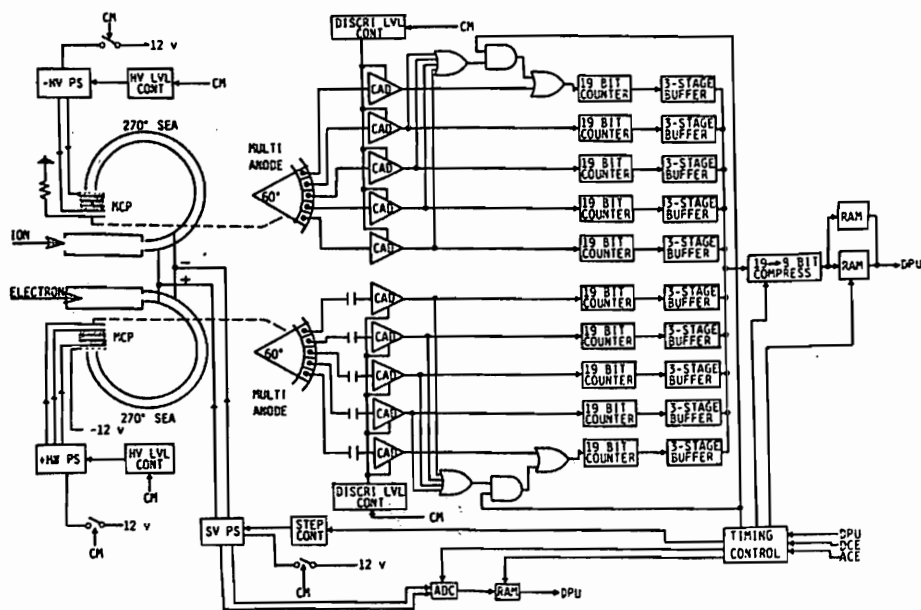 DISCRI LVL
CONT
CM
CM
12 v
-HV PS
HV LVL
CONT
CM
270° SEA
MCP
ION
ELECTRON
-
+
MCP
270° SEA
-12 v
+HV PS
HV LVL
CONT
CM
12 v
CM
MULTI
ANODE
60°
CAD
CAD
CAD
CAD
CAD
60°
MULTI
ANODE
CAD
CAD
CAD
CAD
CAD
DISCRI LVL
CONT
CM
19 BIT
COUNTER
3-STAGE
BUFFER
19 BIT
COUNTER
3-STAGE
BUFFER
19 BIT
COUNTER
3-STAGE
BUFFER
19 BIT
COUNTER
3-STAGE
BUFFER
19 BIT
COUNTER
3-STAGE
BUFFER
19 BIT
COUNTER
3-STAGE
BUFFER
19 BIT
COUNTER
3-STAGE
BUFFER
19 BIT
COUNTER
3-STAGE
BUFFER
19 BIT
COUNTER
3-STAGE
BUFFER
19 BIT
COUNTER
3-STAGE
BUFFER
19→9 BIT
COMPRESS
RAM
RAM
DPU
SV PS
STEP
CONT
12 v
CM
ADC
RAM
DPU
TIMING
CONTROL
DPU
DCE
ACE